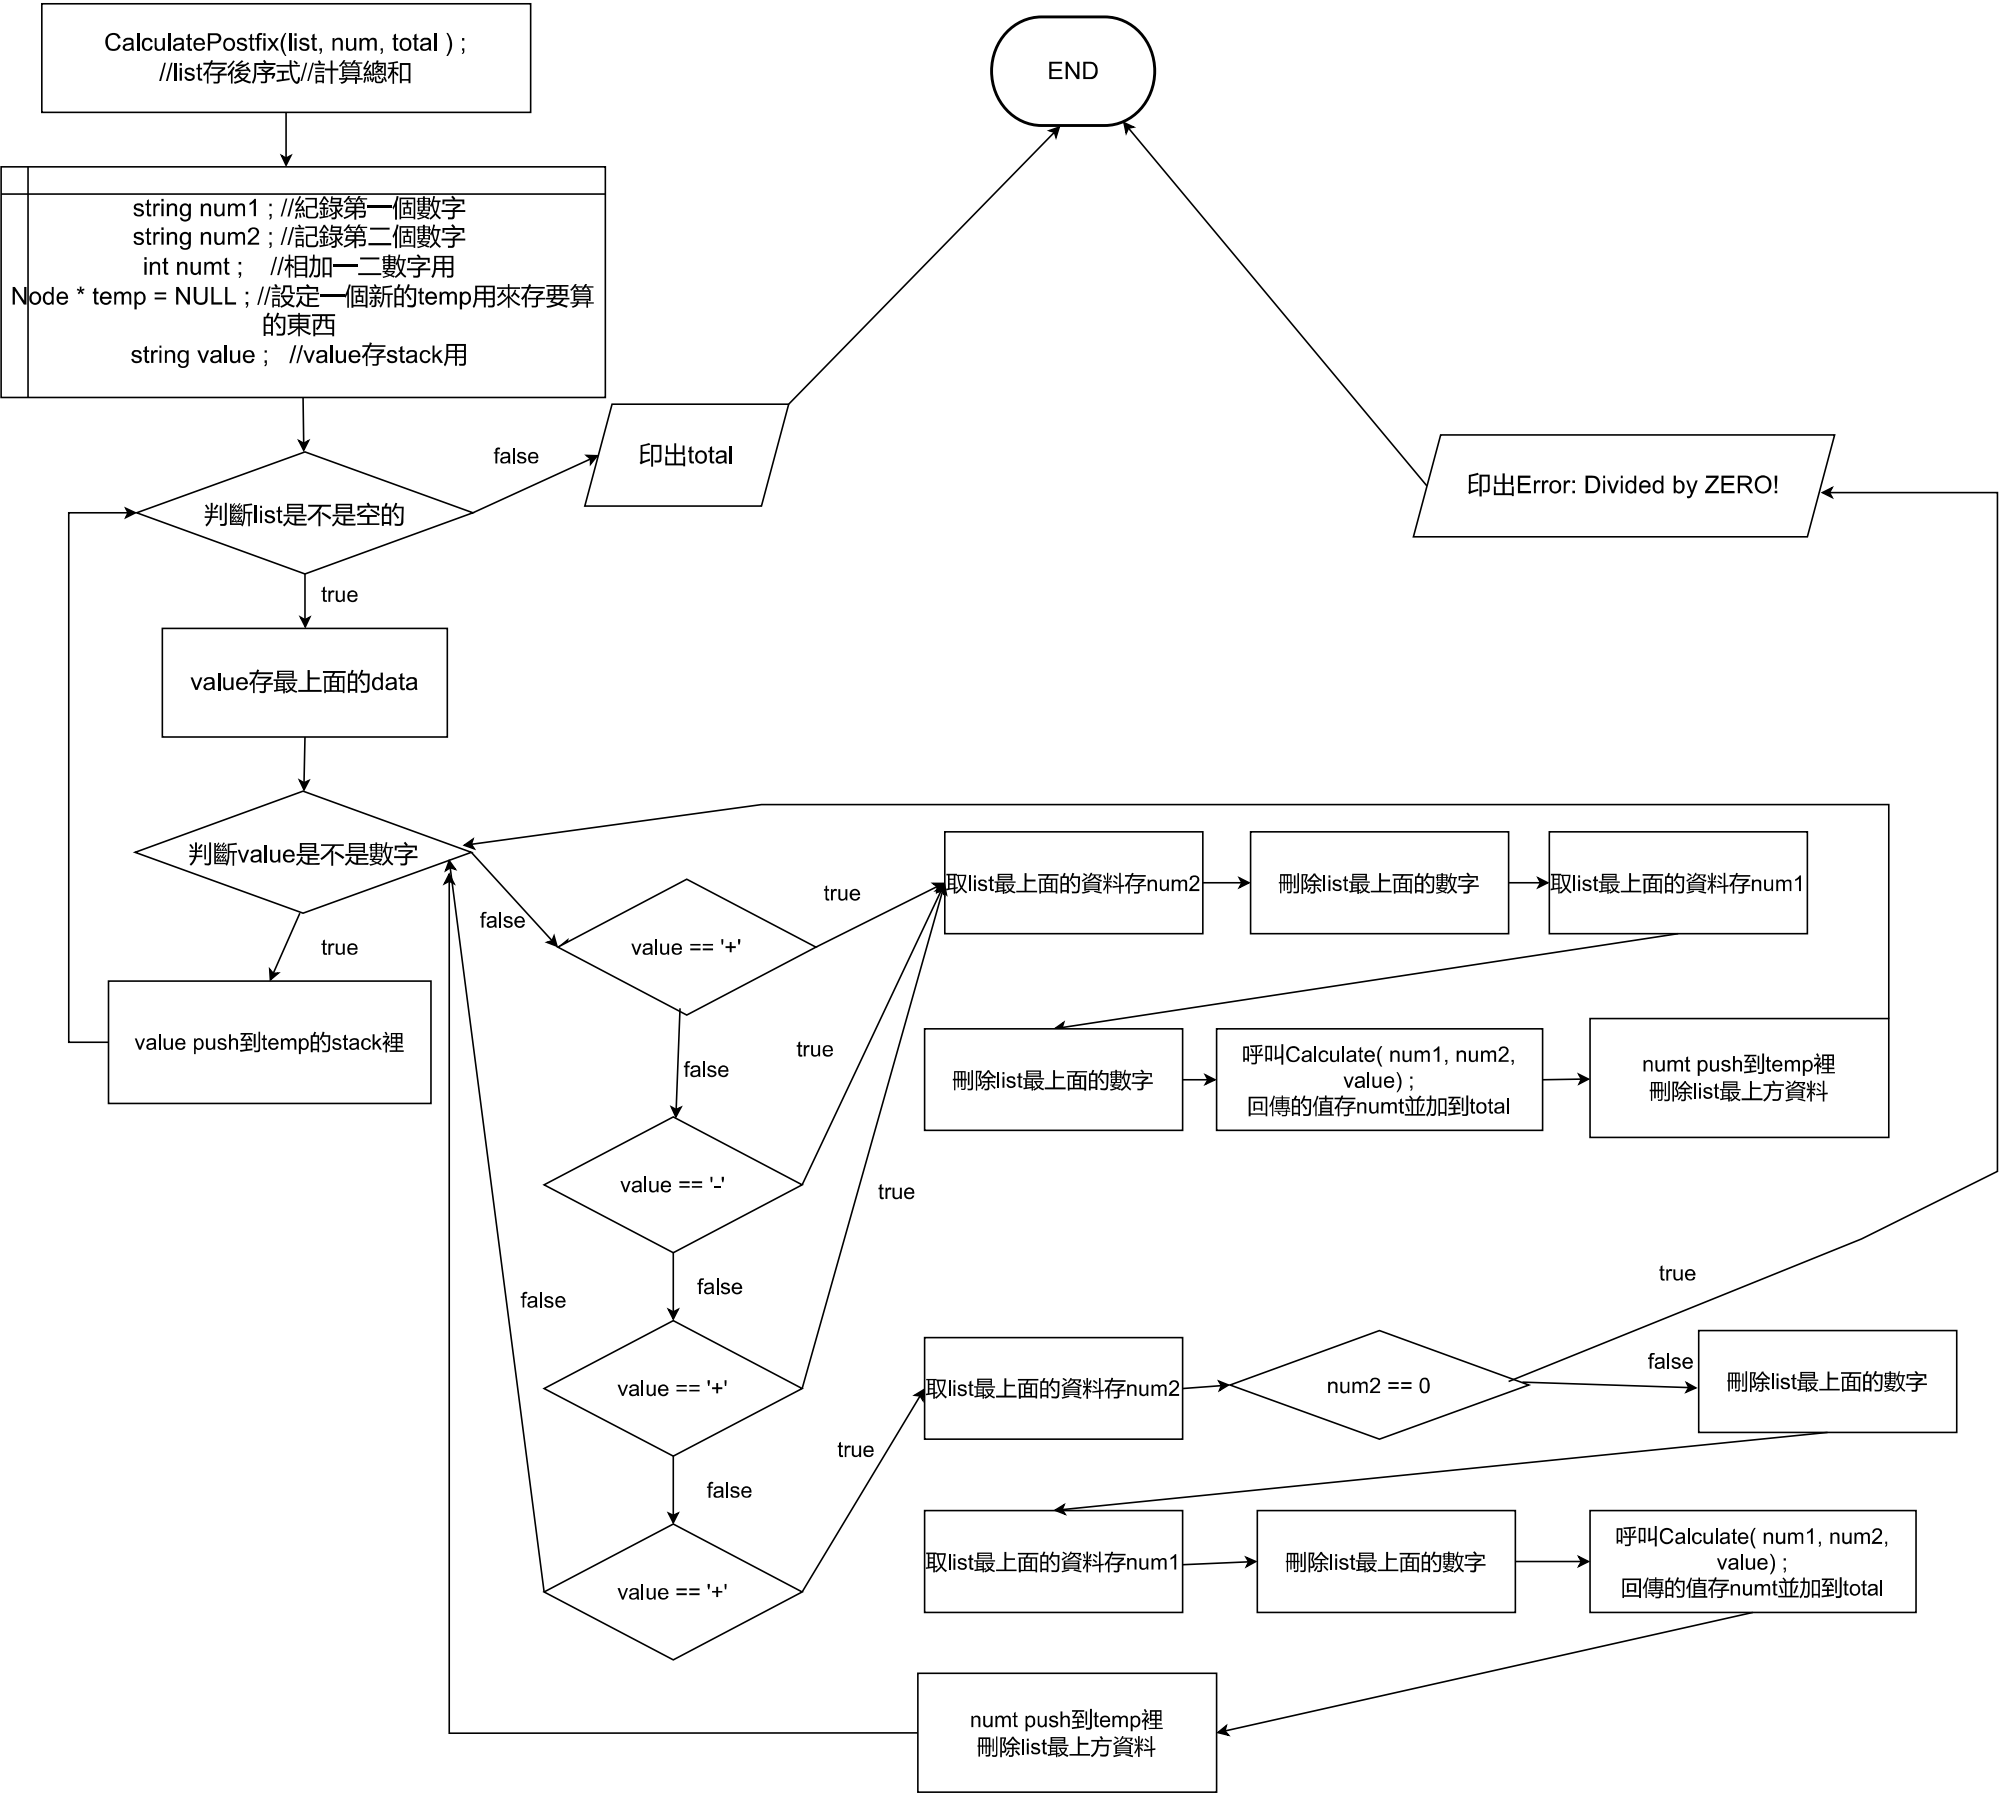 CalculatePostfix(list, num, total ) ;
//list存後序式//計算總和
END
string num1 ; //紀錄第一個數字
string num2 ; //記錄第二個數字
int numt ; //相加一二數字用
Node * temp = NULL ; //設定一個新的temp用來存要算
的東西
string value ; //value存stack用
false
印出total
印出Error: Divided by ZERO!
判斷list是不是空的
true
value存最上面的data
判斷value是不是數字
false
true
value push到temp的stack裡
value == '+'
true
取list最上面的資料存num2
刪除list最上面的數字
取list最上面的資料存num1
false
true
刪除list最上面的數字
呼叫Calculate( num1, num2,
value) ;
回傳的值存numt並加到total
numt push到temp裡
刪除list最上方資料
value == '-'
true
false
false
value == '+'
false
true
取list最上面的資料存num2
num2 == 0
true
false
刪除list最上面的數字
value == '+'
取list最上面的資料存num1
刪除list最上面的數字
呼叫Calculate( num1, num2,
value) ;
回傳的值存numt並加到total
numt push到temp裡
刪除list最上方資料